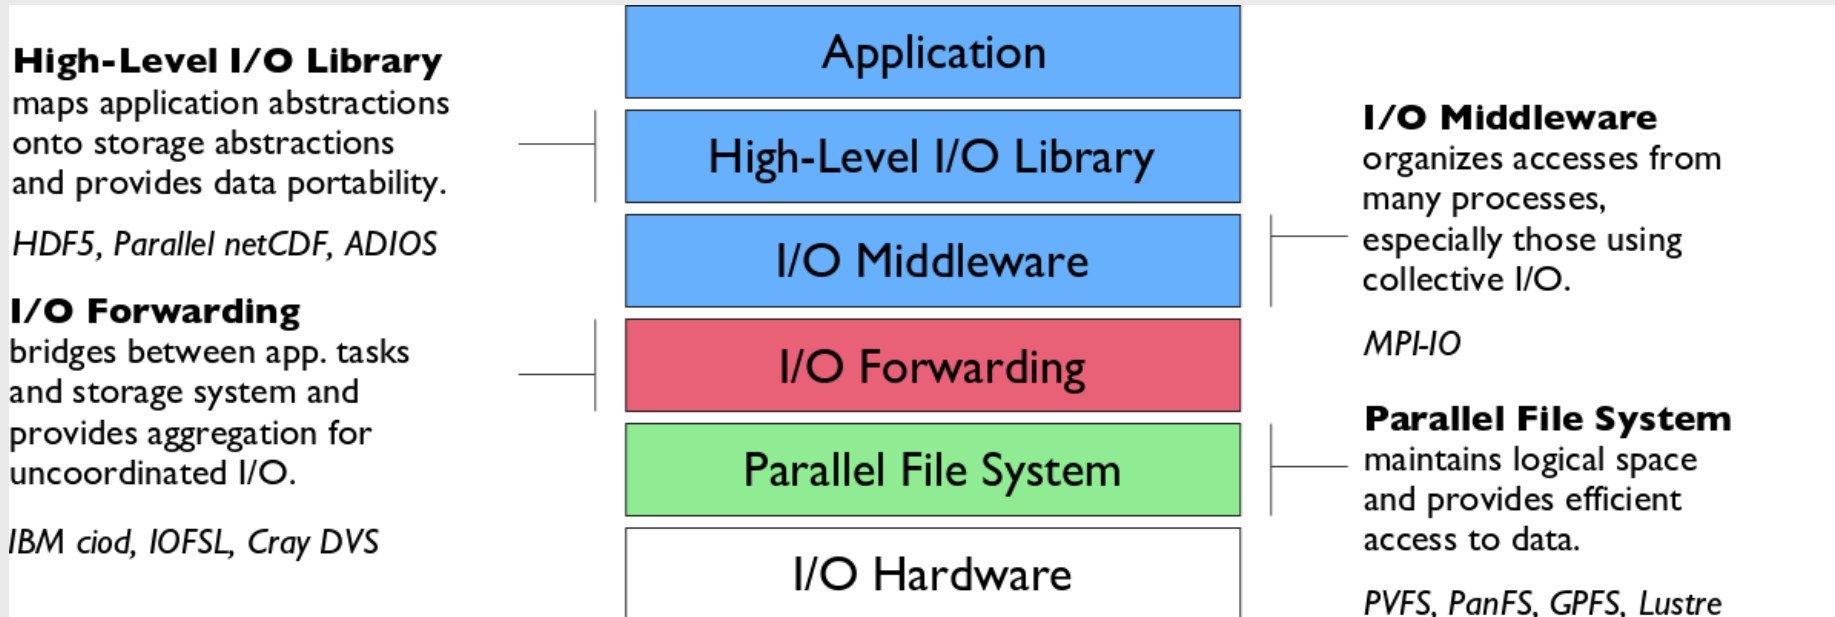 High-Level I/O Library
maps application abstractions
onto storage abstractions
and provides data portability.
HDF5, Parallel netCDF, ADIOS
I/O Forwarding
bridges between app. tasks
and storage system and
provides aggregation for
uncoordinated I/O.
IBM ciod, IOFSL, Cray DVS
Application
High-Level I/O Library
I/O Middleware
I/O Forwarding
Parallel File System
I/O Hardware
I/O Middleware
organizes accesses from
many processes,
especially those using
collective I/O.
MPI-IO
Parallel File System
maintains logical space
and provides efficient
access to data.
PVFS, PanFS, GPFS, Lustre